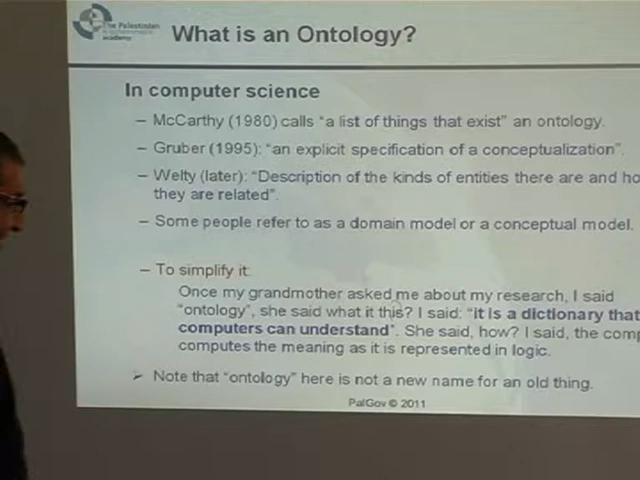 The Palestinian
academy
What is an Ontology?
In computer science
– McCarthy (1980) calls “a list of things that exist” an ontology.
– Gruber (1995): “an explicit specification of a conceptualization”.
– Welty (later): “Description of the kinds of entities there are and ho
they are related”.
– Some people refer to as a domain model or a conceptual model.
– To simplify it:
Once my grandmother asked me about my research, I said
“ontology”, she said what it this? I said: “it is a dictionary that
computers can understand”. She said, how? I said, the comp
computes the meaning as it is represented in logic.
➢ Note that “ontology” here is not a new name for an old thing.
PalGov © 2011